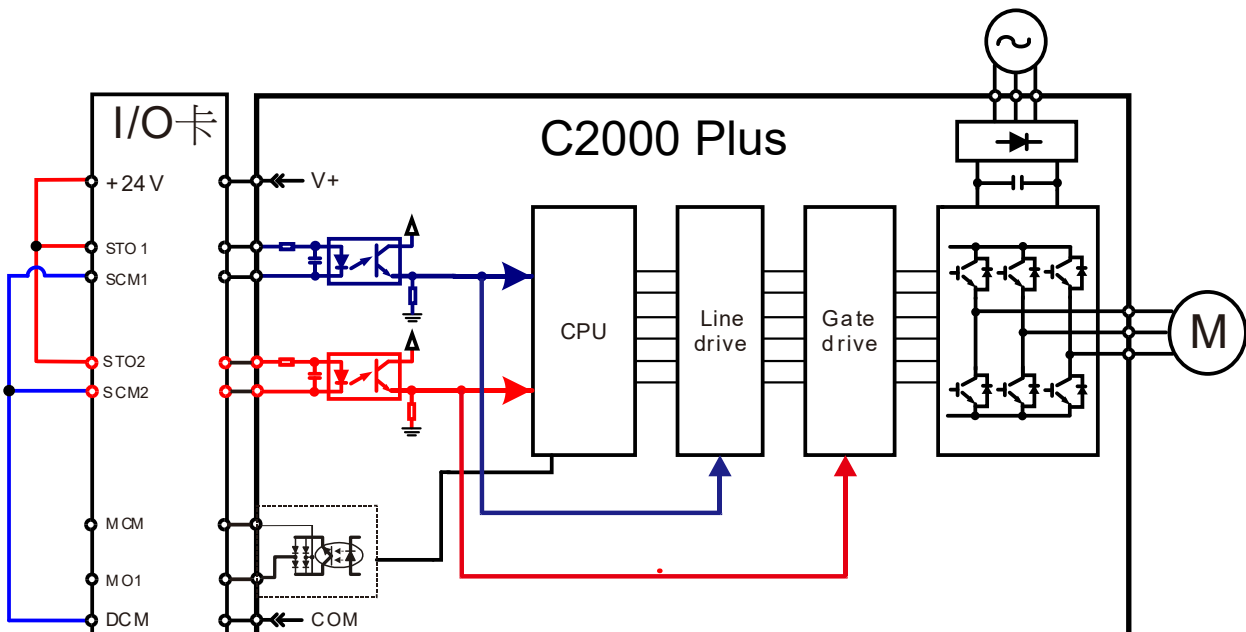 I/O卡
C2000 Plus
+24V
V+
STO1
SCM1
CPU
Line
drive
Gate
drive
M
STO2
SCM2
MCM
MO1
DCM
COM